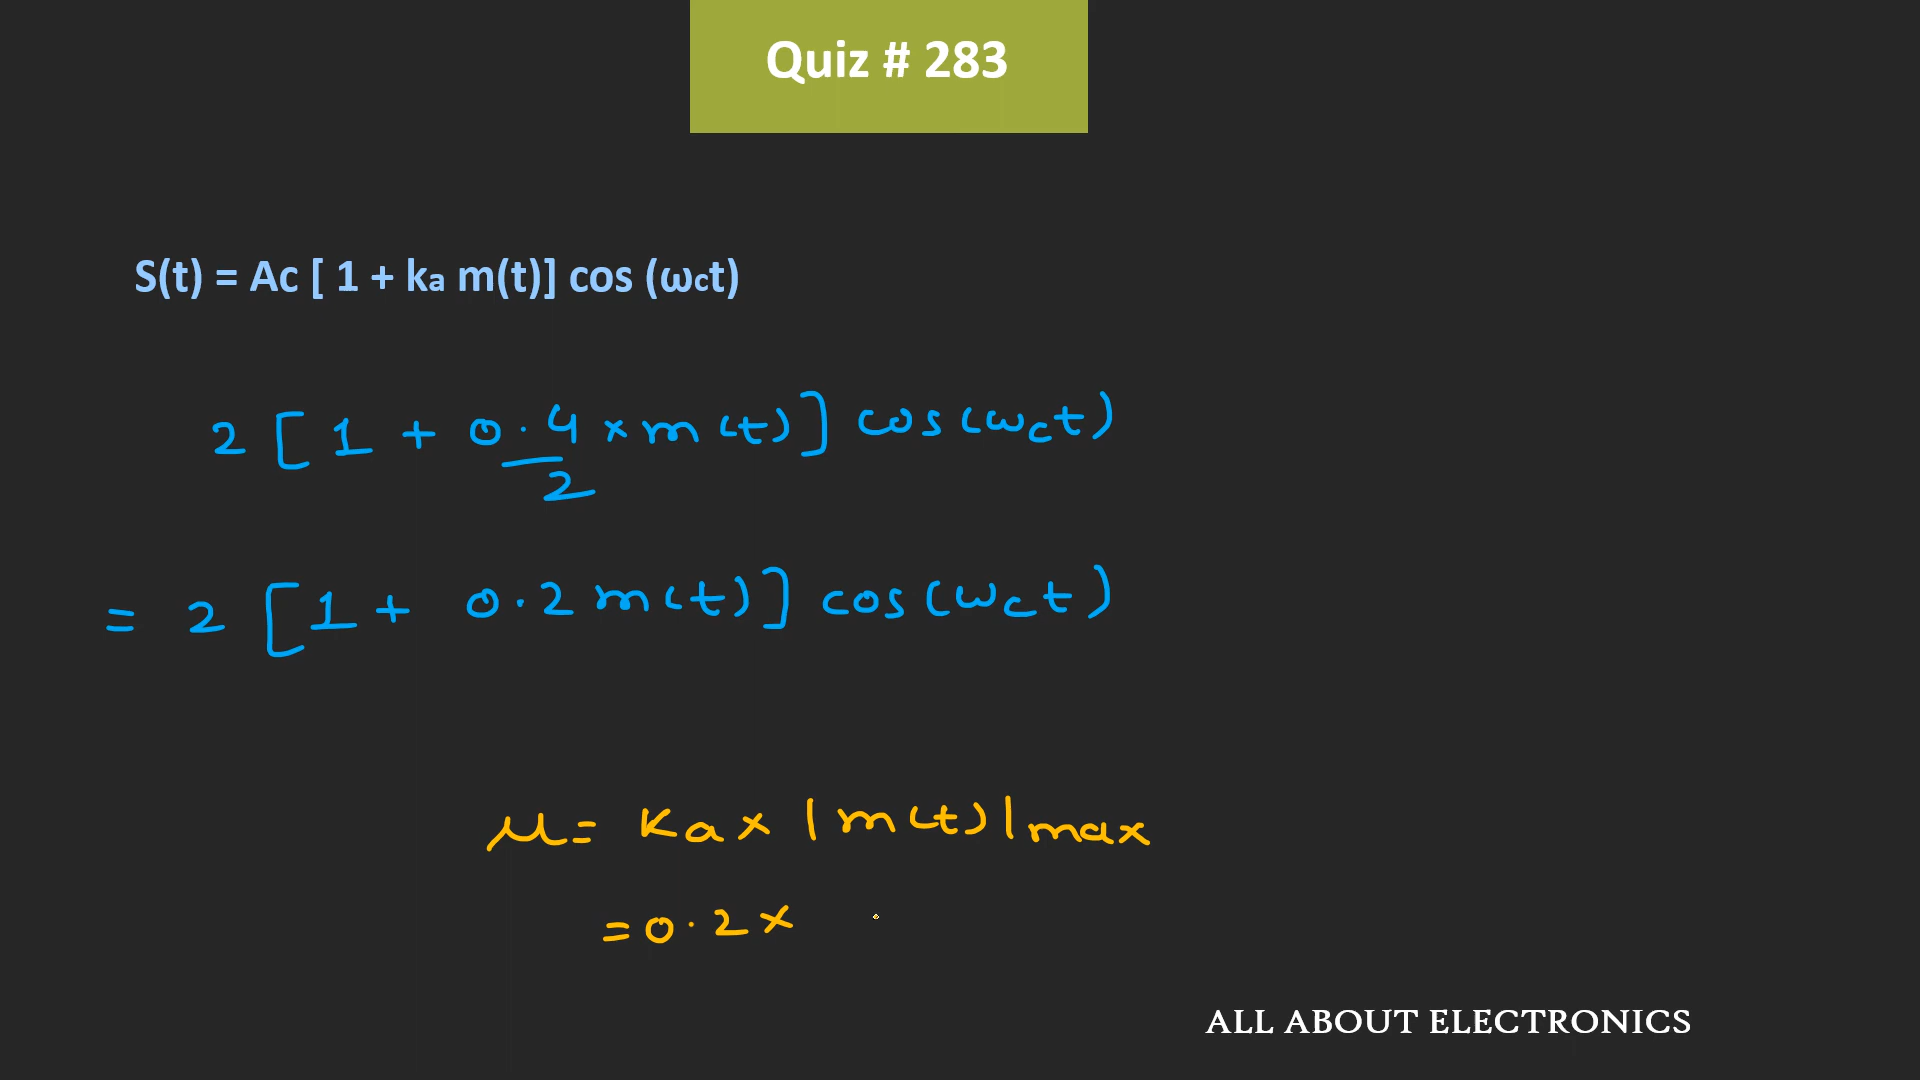 Quiz # 283
S(t) = Ac [ 1 + ka m(t)] cos (ωct)
2 [ 1 + 0.4/2 × m(t)] cos(ωct)
= 2 [1 + 0.2 m(t)] cos(ωct)
μ = Ka × |m(t)|max
= 0.2 ×
ALL ABOUT ELECTRONICS